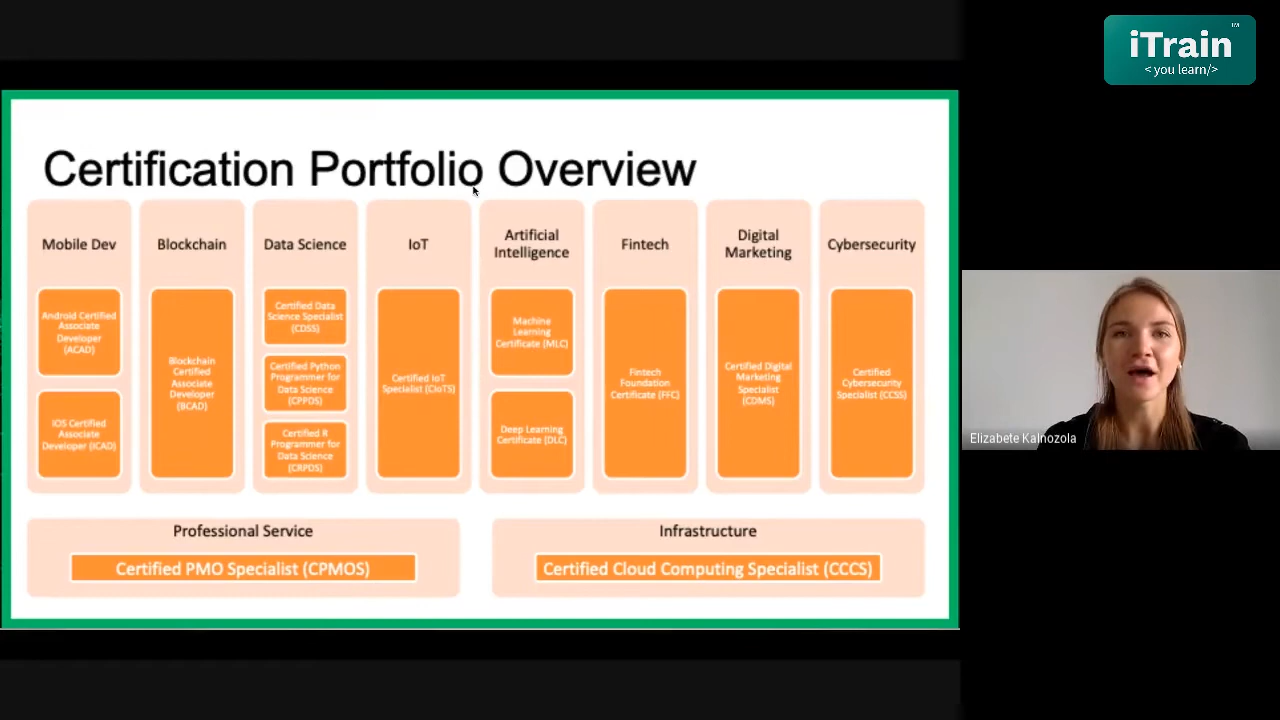 iTrain™
< you learn/>
Certification Portfolio Overview
Mobile Dev
Android Certified
Associate
Developer
(ACAD)
IOS Certified
Associate
Developer (ICAD)
Blockchain
Blockchain
Certified
Associate
Developer
(BCAD)
Data Science
Certified Data
Science Specialist
(CDSS)
Certified Python
Programmer for
Data Science
(CPPDS)
Certified R
Programmer for
Data Science
(CRPDS)
IoT
Certified IoT
Specialist (CIoTS)
Artificial
Intelligence
Machine
Learning
Certificate (MLC)
Deep Learning
Certificate (DLC)
Fintech
Fintech
Foundation
Certificate (FFC)
Digital
Marketing
Certified Digital
Marketing
Specialist
(CDMS)
Cybersecurity
Certified
Cybersecurity
Specialist (CCSS)
Professional Service
Certified PMO Specialist (CPMOS)
Infrastructure
Certified Cloud Computing Specialist (CCCS)
Elizabete Kalnozola